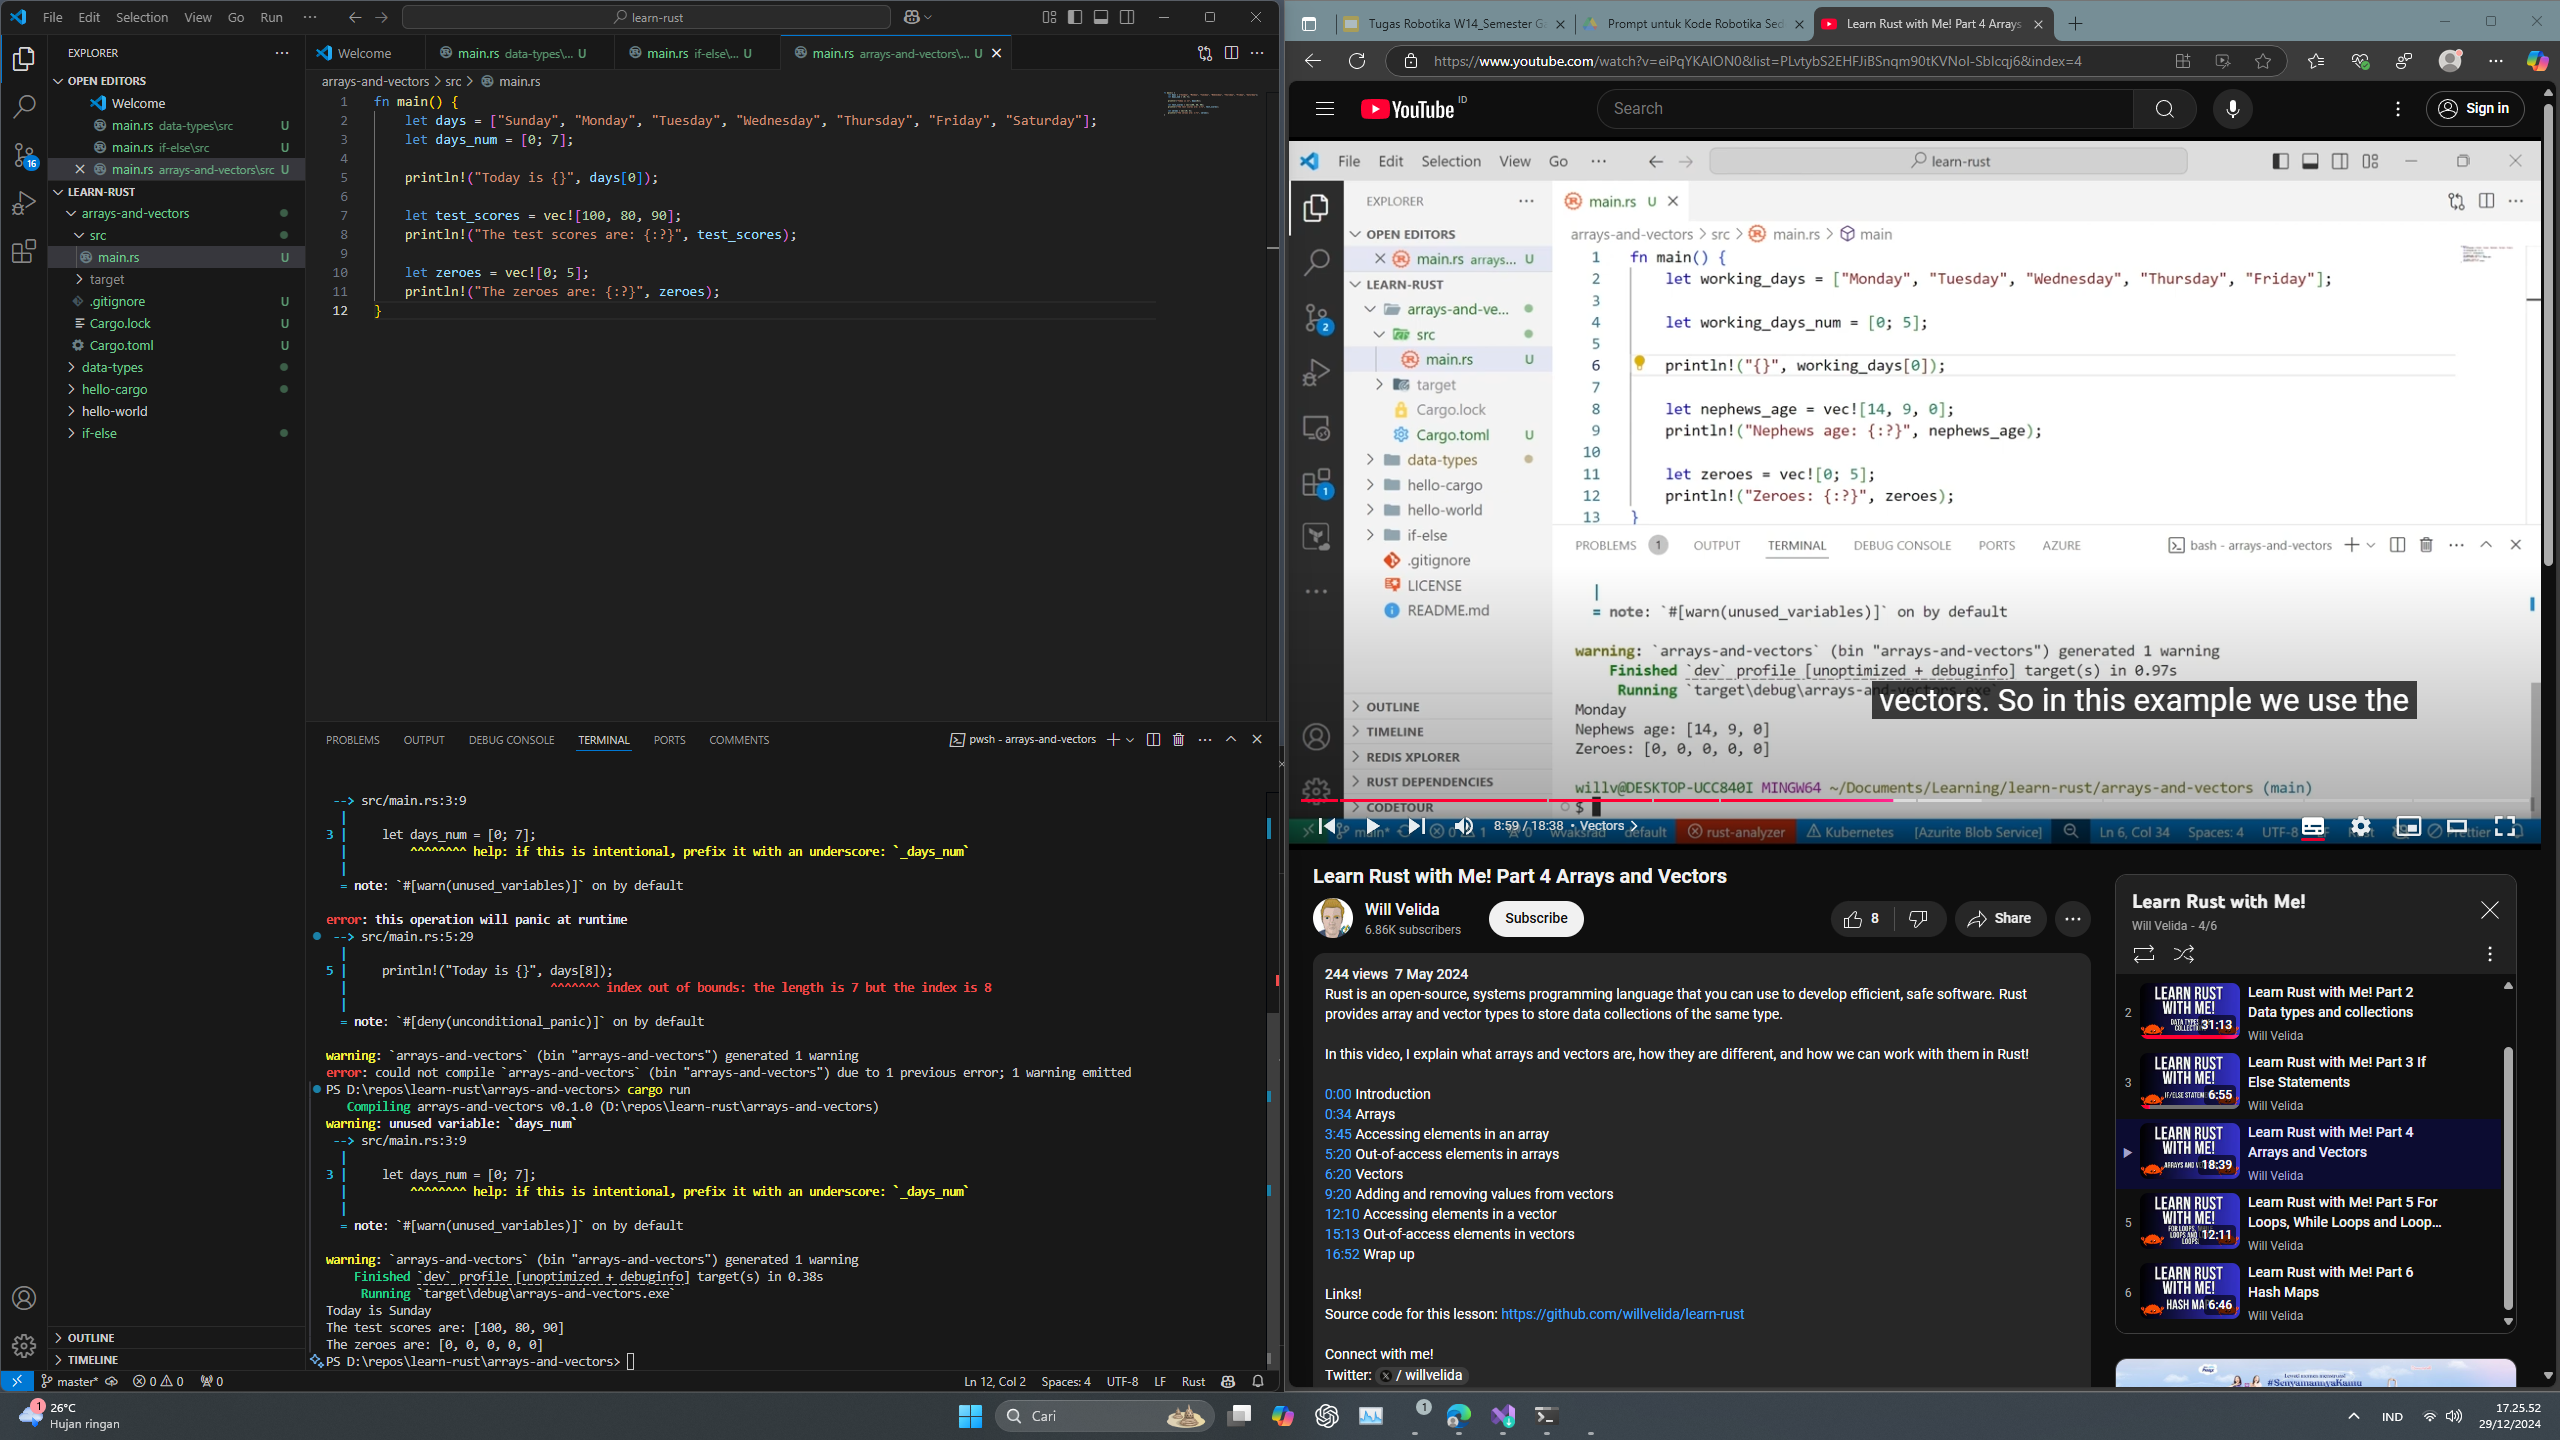 File Edit Selection View Go Run ··· learn-rust
EXPLORER
OPEN EDITORS
Welcome
main.rs data-types\src U
main.rs if-else\src U
main.rs arrays-and-vectors\src U
16
LEARN-RUST
arrays-and-vectors
src
main.rs U
target
.gitignore U
Cargo.lock U
Cargo.toml U
data-types
hello-cargo
hello-world
if-else
OUTLINE
TIMELINE
Welcome main.rs data-types\... U main.rs if-else\... U main.rs arrays-and-vectors\... U
arrays-and-vectors > src > main.rs
1 fn main() {
2 let days = ["Sunday", "Monday", "Tuesday", "Wednesday", "Thursday", "Friday", "Saturday"];
3 let days_num = [0; 7];
4
5 println!("Today is {}", days[0]);
6
7 let test_scores = vec![100, 80, 90];
8 println!("The test scores are: {:?}", test_scores);
9
10 let zeroes = vec![0; 5];
11 println!("The zeroes are: {:?}", zeroes);
12 }
PROBLEMS OUTPUT DEBUG CONSOLE TERMINAL PORTS COMMENTS pwsh - arrays-and-vectors
--> src/main.rs:3:9
|
3 | let days_num = [0; 7];
| ^^^^^^^^ help: if this is intentional, prefix it with an underscore: `_days_num`
|
= note: `#[warn(unused_variables)]` on by default
error: this operation will panic at runtime
--> src/main.rs:5:29
|
5 | println!("Today is {}", days[8]);
| ^^^^^^^ index out of bounds: the length is 7 but the index is 8
|
= note: `#[deny(unconditional_panic)]` on by default
warning: `arrays-and-vectors` (bin "arrays-and-vectors") generated 1 warning
error: could not compile `arrays-and-vectors` (bin "arrays-and-vectors") due to 1 previous error; 1 warning emitted
PS D:\repos\learn-rust\arrays-and-vectors> cargo run
Compiling arrays-and-vectors v0.1.0 (D:\repos\learn-rust\arrays-and-vectors)
warning: unused variable: `days_num`
--> src/main.rs:3:9
|
3 | let days_num = [0; 7];
| ^^^^^^^^ help: if this is intentional, prefix it with an underscore: `_days_num`
|
= note: `#[warn(unused_variables)]` on by default
warning: `arrays-and-vectors` (bin "arrays-and-vectors") generated 1 warning
Finished `dev` profile [unoptimized + debuginfo] target(s) in 0.38s
Running `target\debug\arrays-and-vectors.exe`
Today is Sunday
The test scores are: [100, 80, 90]
The zeroes are: [0, 0, 0, 0, 0]
PS D:\repos\learn-rust\arrays-and-vectors>
master* 0 0 0 Ln 12, Col 2 Spaces: 4 UTF-8 LF Rust
Tugas Robotika W14_Semester G Prompt untuk Kode Robotika Sed Learn Rust with Me! Part 4 Arrays
https://www.youtube.com/watch?v=eiPqYKAlON0&list=PLvtybS2EHFJiBSnqm90tKVNol-Sblcqj6&index=4
YouTube ID Search Sign in
File Edit Selection View Go ··· learn-rust
EXPLORER
OPEN EDITORS
main.rs arrays... U
LEARN-RUST
arrays-and-ve...
src
main.rs U
target
Cargo.lock
Cargo.toml U
data-types
hello-cargo
hello-world
if-else
.gitignore
LICENSE
README.md
2
1
OUTLINE
TIMELINE
REDIS XPLORER
RUST DEPENDENCIES
CODETOUR
main.rs U
arrays-and-vectors > src > main.rs > main
1 fn main() {
2 let working_days = ["Monday", "Tuesday", "Wednesday", "Thursday", "Friday"];
3
4 let working_days_num = [0; 5];
5
6 println!("{}", working_days[0]);
7
8 let nephews_age = vec![14, 9, 0];
9 println!("Nephews age: {:?}", nephews_age);
10
11 let zeroes = vec![0; 5];
12 println!("Zeroes: {:?}", zeroes);
13 }
PROBLEMS 1 OUTPUT TERMINAL DEBUG CONSOLE PORTS AZURE bash - arrays-and-vectors
|
= note: `#[warn(unused_variables)]` on by default
warning: `arrays-and-vectors` (bin "arrays-and-vectors") generated 1 warning
Finished `dev` profile [unoptimized + debuginfo] target(s) in 0.97s
Running `target\debug\arrays-and-vectors.exe`
vectors. So in this example we use the
Monday
Nephews age: [14, 9, 0]
Zeroes: [0, 0, 0, 0, 0]
willv@DESKTOP-UCC840I MINGW64 ~/Documents/Learning/learn-rust/arrays-and-vectors (main)
$
8:59 / 18:38 • Vectors
main* default rust-analyzer Kubernetes [Azurite Blob Service] Ln 6, Col 34 Spaces: 4 UTF-8 Prettier
Learn Rust with Me! Part 4 Arrays and Vectors
Will Velida
6.86K subscribers
Subscribe
8
Share
244 views 7 May 2024
Rust is an open-source, systems programming language that you can use to develop efficient, safe software. Rust
provides array and vector types to store data collections of the same type.
In this video, I explain what arrays and vectors are, how they are different, and how we can work with them in Rust!
0:00 Introduction
0:34 Arrays
3:45 Accessing elements in an array
5:20 Out-of-access elements in arrays
6:20 Vectors
9:20 Adding and removing values from vectors
12:10 Accessing elements in a vector
15:13 Out-of-access elements in vectors
16:52 Wrap up
Links!
Source code for this lesson: https://github.com/willvelida/learn-rust
Connect with me!
Twitter: / willvelida
Learn Rust with Me!
Will Velida - 4/6
2 LEARN RUST WITH ME! 31:13 Learn Rust with Me! Part 2
Data types and collections
Will Velida
3 LEARN RUST WITH ME! IF/ELSE 6:55 Learn Rust with Me! Part 3 If
Else Statements
Will Velida
LEARN RUST WITH ME! 18:39 Learn Rust with Me! Part 4
Arrays and Vectors
Will Velida
5 LEARN RUST WITH ME! 12:11 Learn Rust with Me! Part 5 For
Loops, While Loops and Loop...
Will Velida
6 LEARN RUST WITH ME! 6:46 Learn Rust with Me! Part 6
Hash Maps
Will Velida
#SenyamannyaKamu
1
26°C
Hujan ringan
Cari
1
IND
17.25.52
29/12/2024